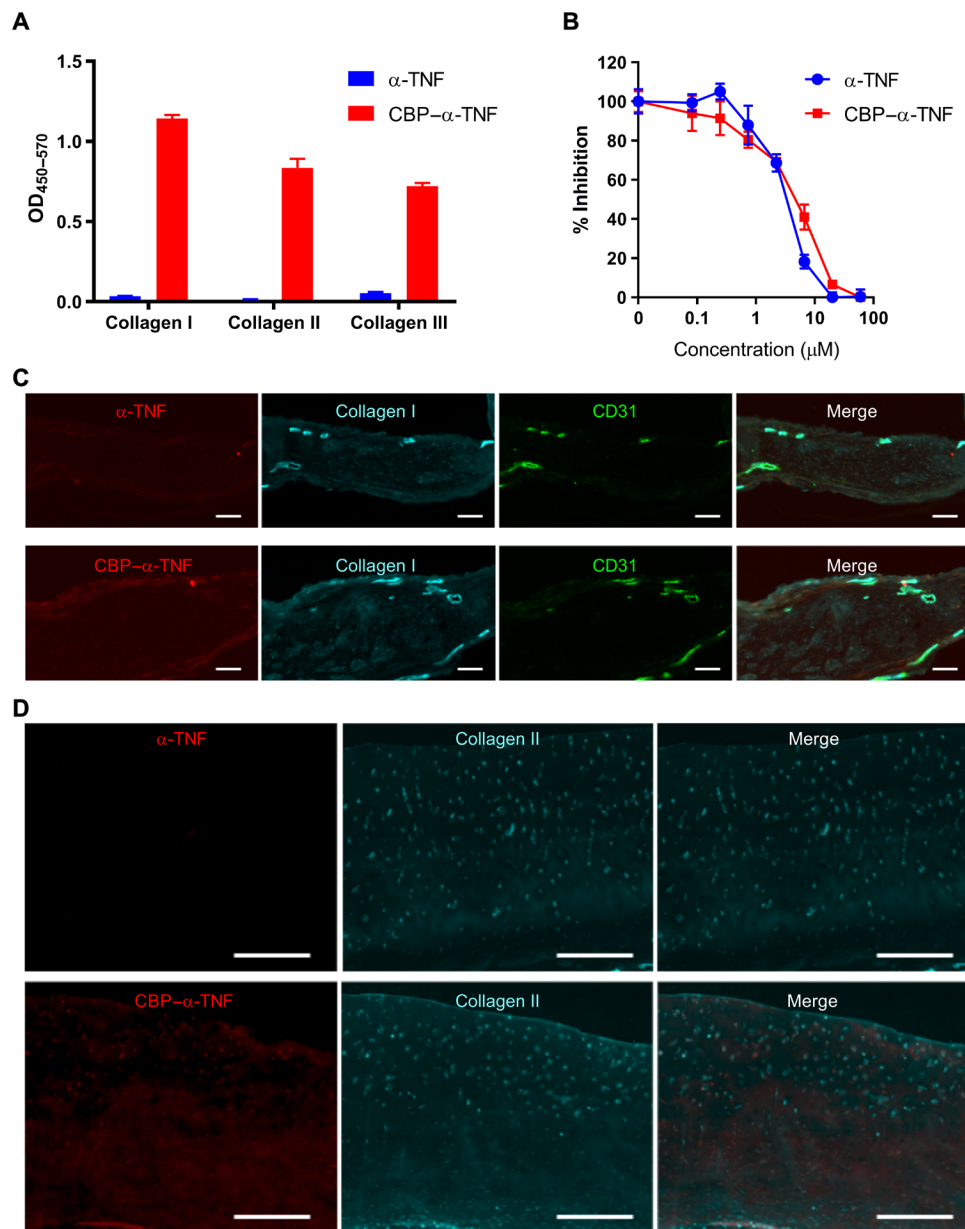 A
1.5
1.0
0.5
0.0
OD450–570
α-TNF
CBP–α-TNF
Collagen I
Collagen II
Collagen III
B
120
100
80
60
40
20
0
% Inhibition
α-TNF
CBP–α-TNF
0
0.1
1
10
100
Concentration (μM)
C
α-TNF
Collagen I
CD31
Merge
CBP–α-TNF
Collagen I
CD31
Merge
D
α-TNF
Collagen II
Merge
CBP–α-TNF
Collagen II
Merge